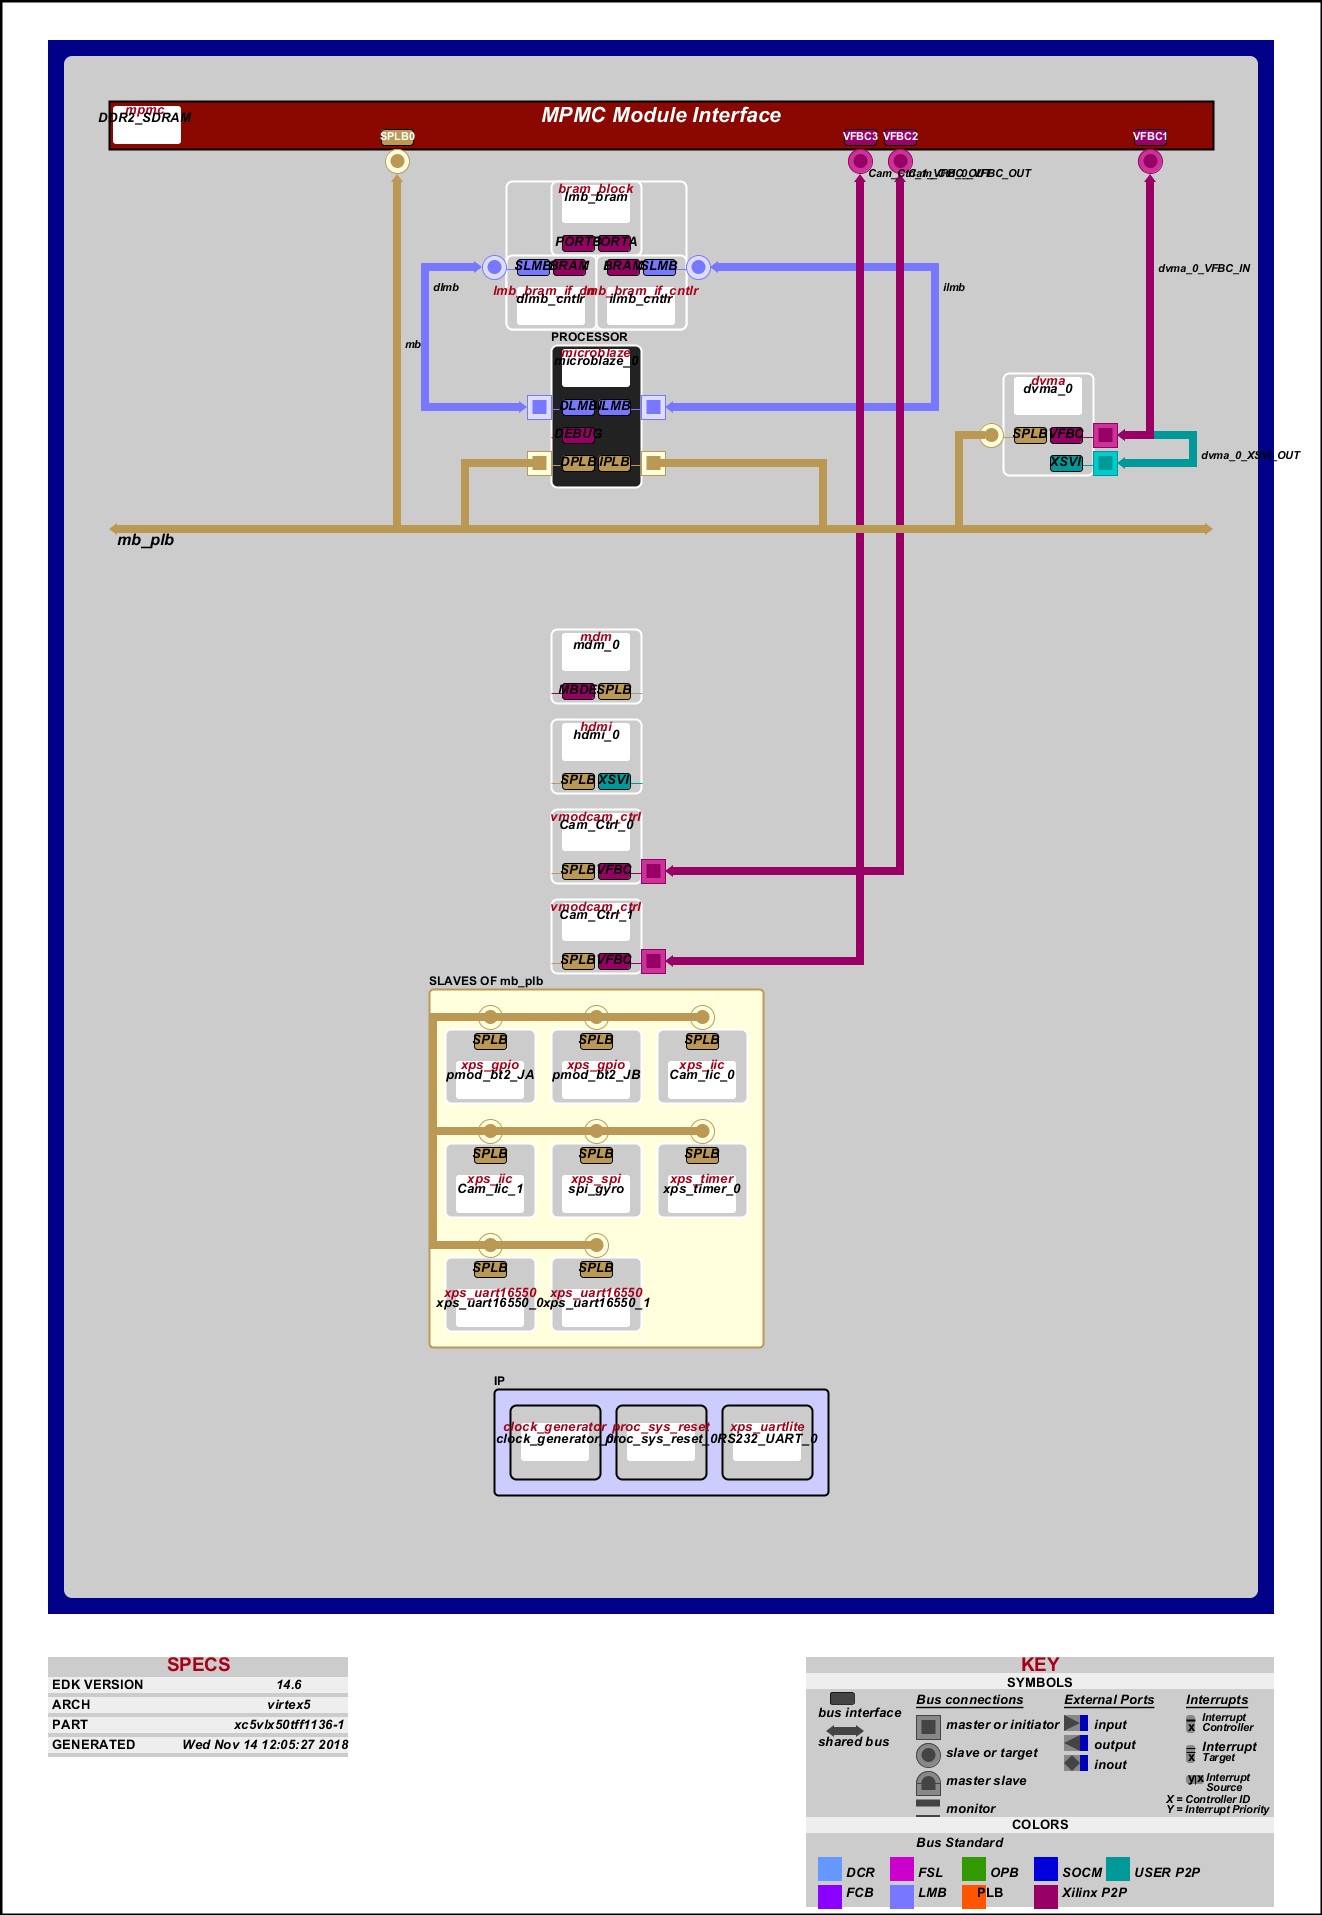 MPMC Module Interface
mpmc
DDR2_SDRAM
SPLB0
VFBC3
VFBC2
VFBC1
Cam_Ctrl_1_VFBC_OUT
Cam_Ctrl_0_VFBC_OUT
bram_block
lmb_bram
PORTB
PORTA
SLMB
BRAM
BRAM
SLMB
lmb_bram_if_cntlr
dlmb_cntlr
lmb_bram_if_cntlr
ilmb_cntlr
dlmb
ilmb
mb
dvma_0_VFBC_IN
PROCESSOR
microblaze
microblaze_0
DLMB
ILMB
DEBUG
DPLB
IPLB
dvma
dvma_0
SPLB
VFBC
XSVI
dvma_0_XSVI_OUT
mb_plb
mdm
mdm_0
MBDE
SPLB
hdmi
hdmi_0
SPLB
XSVI
vmodcam_ctrl
Cam_Ctrl_0
SPLB
VFBC
vmodcam_ctrl
Cam_Ctrl_1
SPLB
VFBC
SLAVES OF mb_plb
SPLB
SPLB
SPLB
xps_gpio
xps_gpio
xps_iic
pmod_bt2_JA
pmod_bt2_JB
Cam_Iic_0
SPLB
SPLB
SPLB
xps_iic
xps_spi
xps_timer
Cam_Iic_1
spi_gyro
xps_timer_0
SPLB
SPLB
xps_uart16550
xps_uart16550
xps_uart16550_0
xps_uart16550_1
IP
clock_generator
proc_sys_reset
xps_uartlite
clock_generator_0
proc_sys_reset_0
RS232_UART_0
SPECS
EDK VERSION 14.6
ARCH virtex5
PART xc5vlx50tff1136-1
GENERATED Wed Nov 14 12:05:27 2018
KEY
SYMBOLS
bus interface
shared bus
Bus connections
master or initiator
slave or target
master slave
monitor
External Ports
input
output
inout
Interrupts
Interrupt
Controller
Interrupt
Target
Interrupt
Source
X = Controller ID
Y = Interrupt Priority
COLORS
Bus Standard
DCR FSL OPB SOCM USER P2P
FCB LMB PLB Xilinx P2P